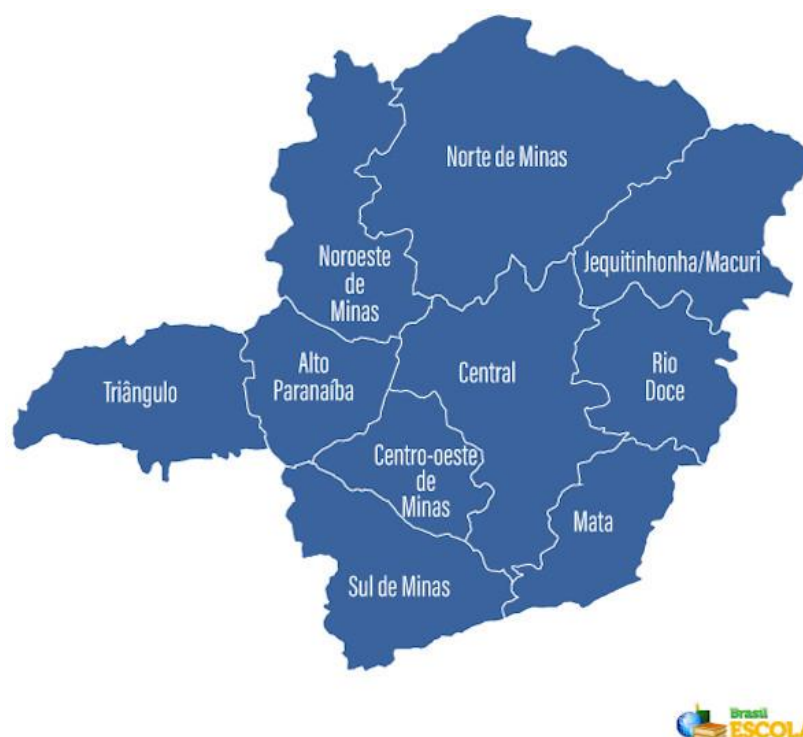 Norte de Minas
Jequitinhonha/Macuri
Noroeste
de
Minas
Alto
Paranaíba
Triângulo
Central
Rio
Doce
Centro-oeste
de
Minas
Mata
Sul de Minas
Brasil
ESCOLA